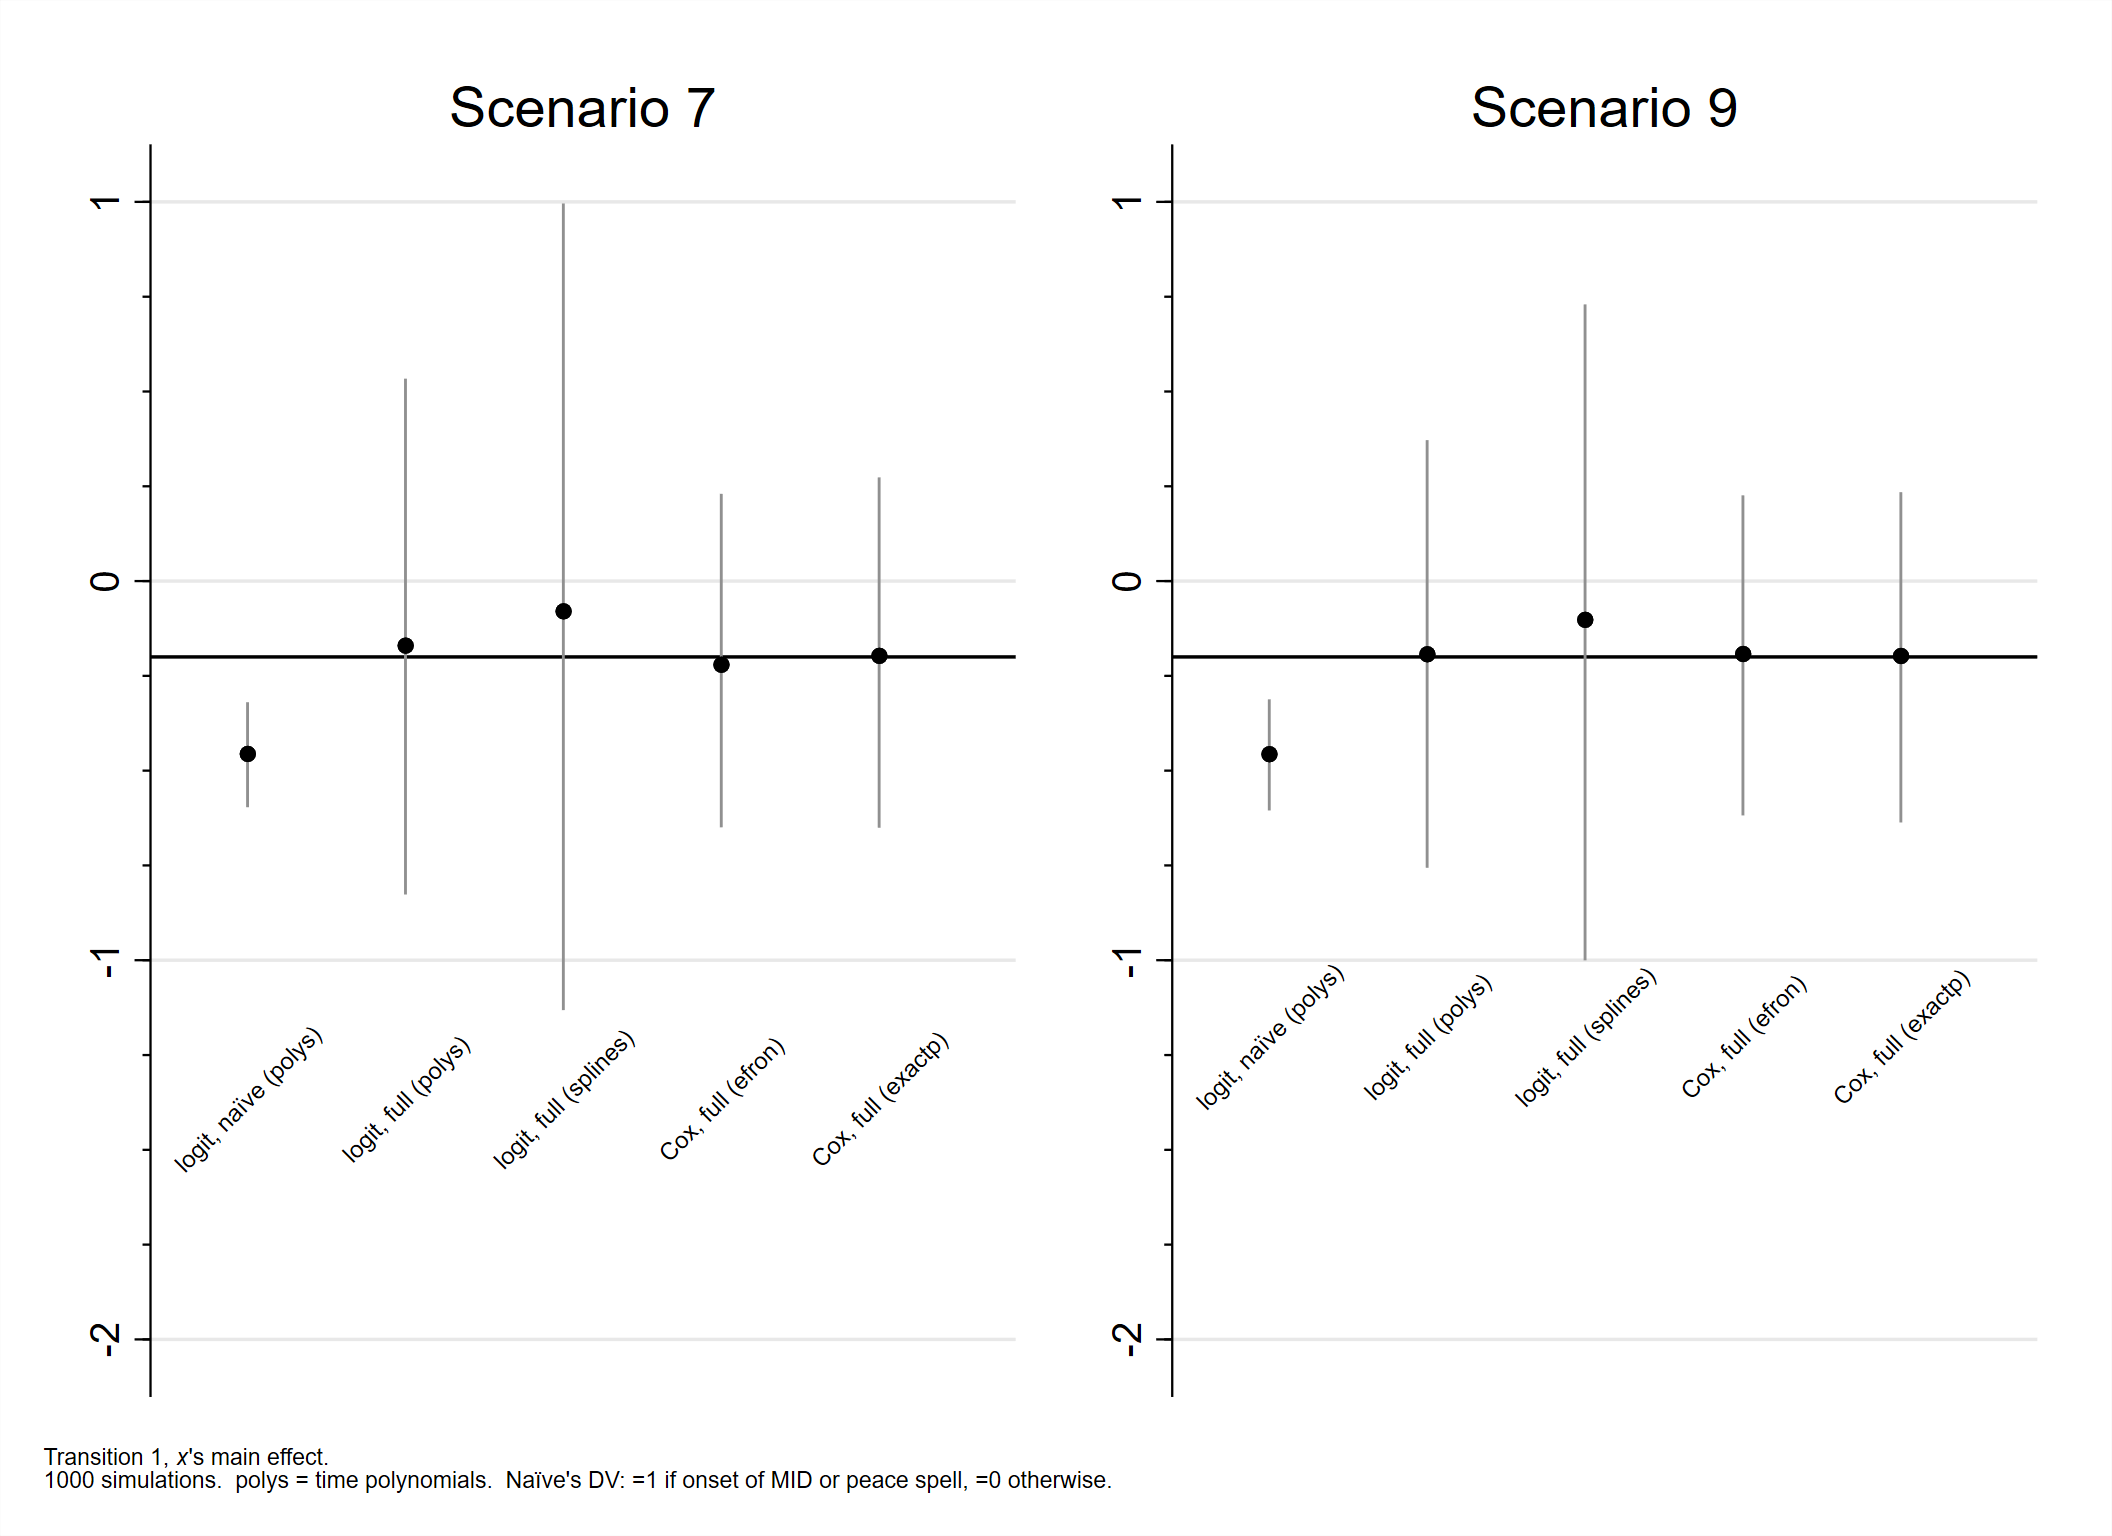 Scenario 7
1
0
-1
-2
logit, naïve (polys)
logit, full (polys)
logit, full (splines)
Cox, full (efron)
Cox, full (exactp)
Scenario 9
1
0
-1
-2
logit, naïve (polys)
logit, full (polys)
logit, full (splines)
Cox, full (efron)
Cox, full (exactp)
Transition 1, x's main effect.
1000 simulations.  polys = time polynomials.  Naïve's DV: =1 if onset of MID or peace spell, =0 otherwise.